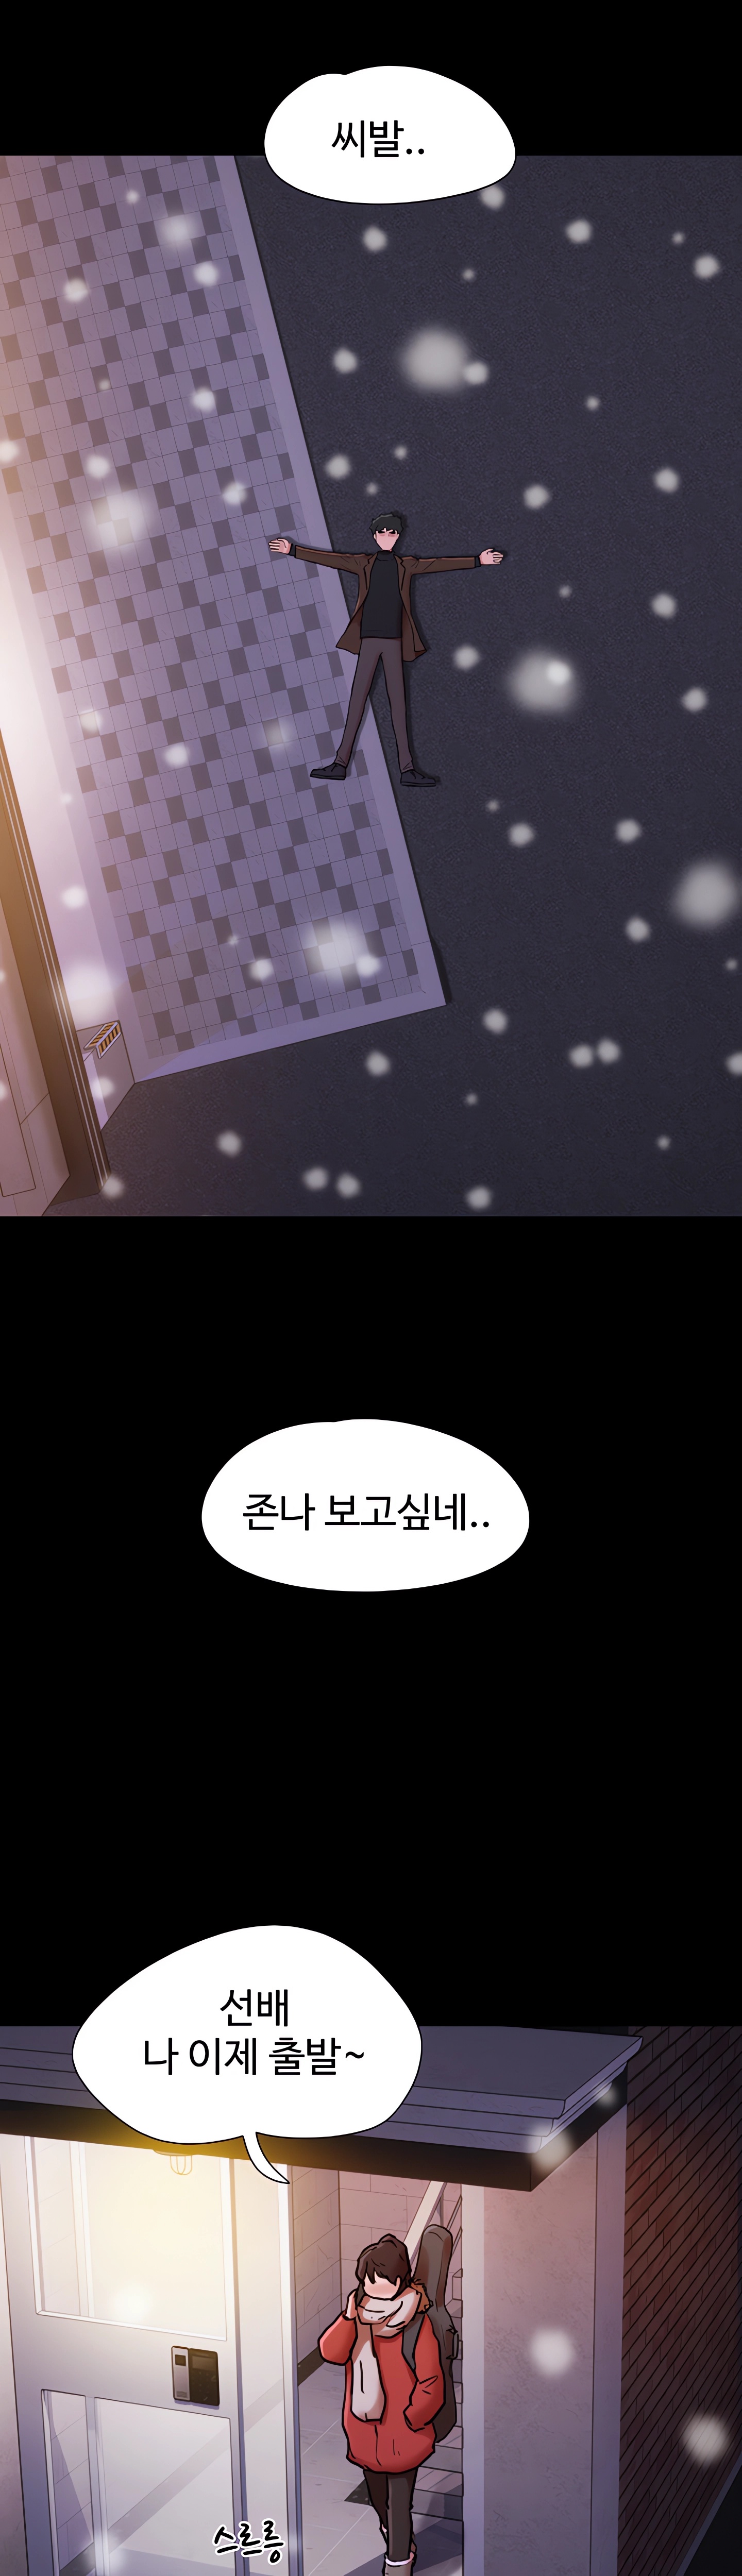 씨발..
존나 보고싶네..
선배
나 이제 출발~
스르릉